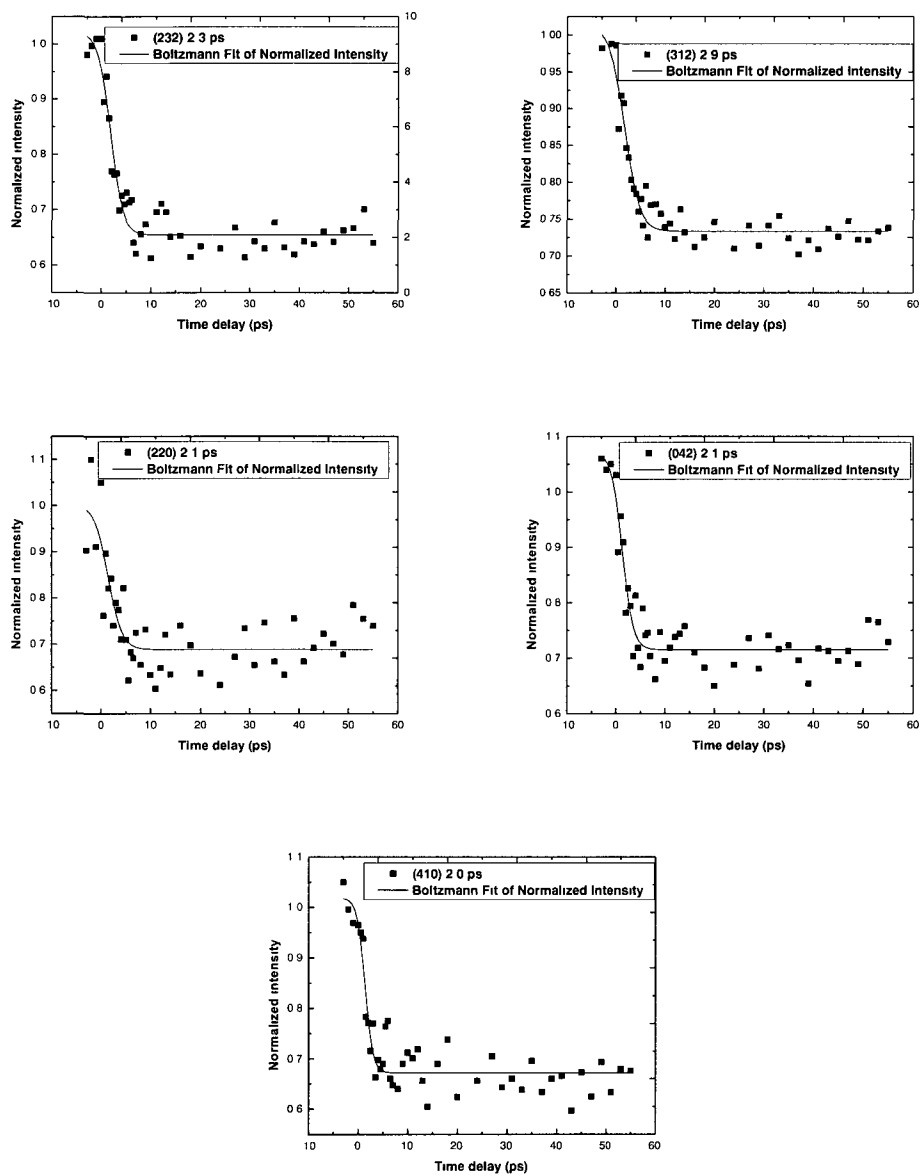 (232) 2 3 ps
Boltzmann Fit of Normalized Intensity
Normalized intensity
1 0
0 9
0 8
0 7
0 6
10
8
6
4
2
0
10 0 10 20 30 40 50 60
Time delay (ps)
(312) 2 9 ps
Boltzmann Fit of Normalized Intensity
Normalized intensity
1 00
0 95
0 90
0 85
0 80
0 75
0 70
0 65
10 0 10 20 30 40 50 60
Time delay (ps)
(220) 2 1 ps
Boltzmann Fit of Normalized Intensity
Normalized intensity
1 1
1 0
0 9
0 8
0 7
0 6
10 0 10 20 30 40 50 60
Time delay (ps)
(042) 2 1 ps
Boltzmann Fit of Normalized Intensity
Normalized intensity
1 1
1 0
0 9
0 8
0 7
0 6
10 0 10 20 30 40 50 60
Time delay (ps)
(410) 2 0 ps
Boltzmann Fit of Normalized Intensity
Normalized intensity
1 1
1 0
0 9
0 8
0 7
0 6
10 0 10 20 30 40 50 60
Time delay (ps)